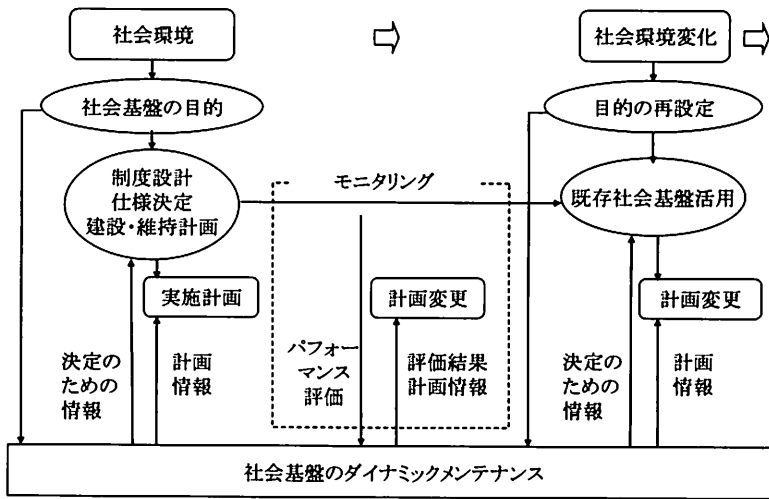 社会環境
社会環境変化
社会基盤の目的
目的の再設定
制度設計
仕様決定
建設・維持計画
モニタリング
既存社会基盤活用
実施計画
計画変更
計画変更
決定の
ための
情報
計画
情報
パフォー
マンス
評価
評価結果
計画情報
決定の
ための
情報
計画
情報
社会基盤のダイナミックメンテナンス